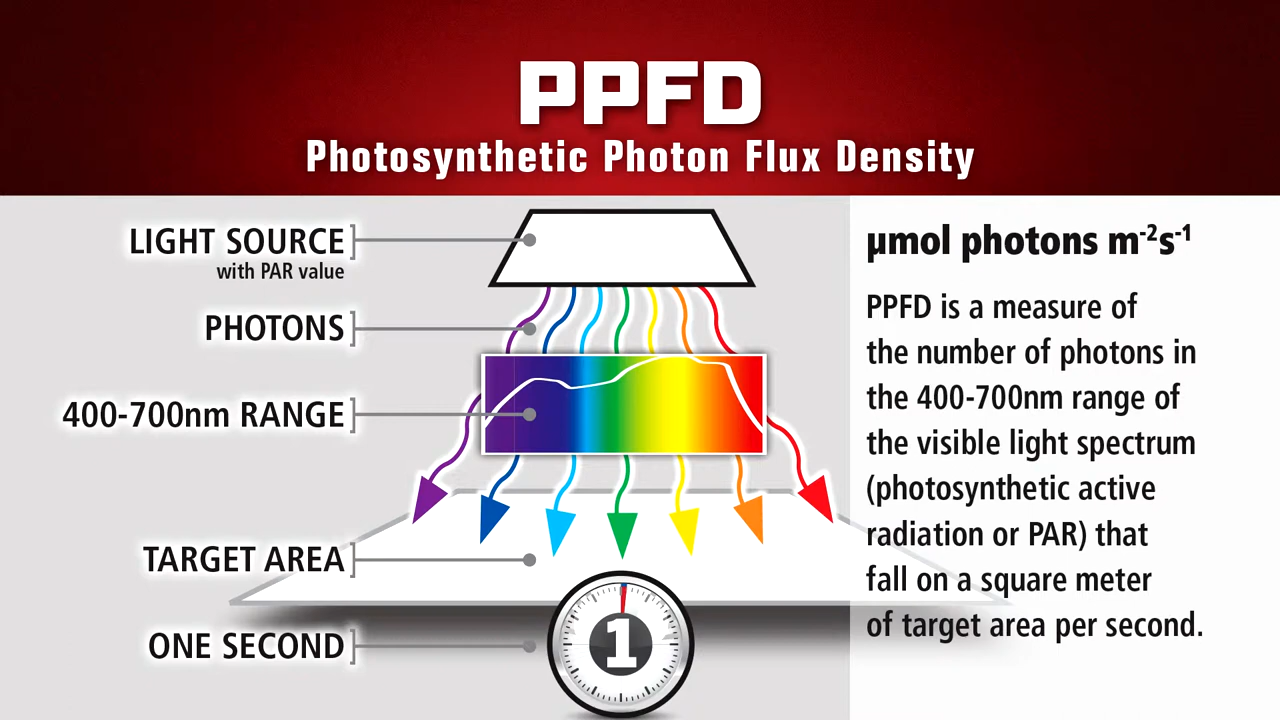 PPFD
Photosynthetic Photon Flux Density
LIGHT SOURCE
with PAR value
PHOTONS
400-700nm RANGE
TARGET AREA
ONE SECOND
1
µmol photons m⁻²s⁻¹
PPFD is a measure of
the number of photons in
the 400-700nm range of
the visible light spectrum
(photosynthetic active
radiation or PAR) that
fall on a square meter
of target area per second.